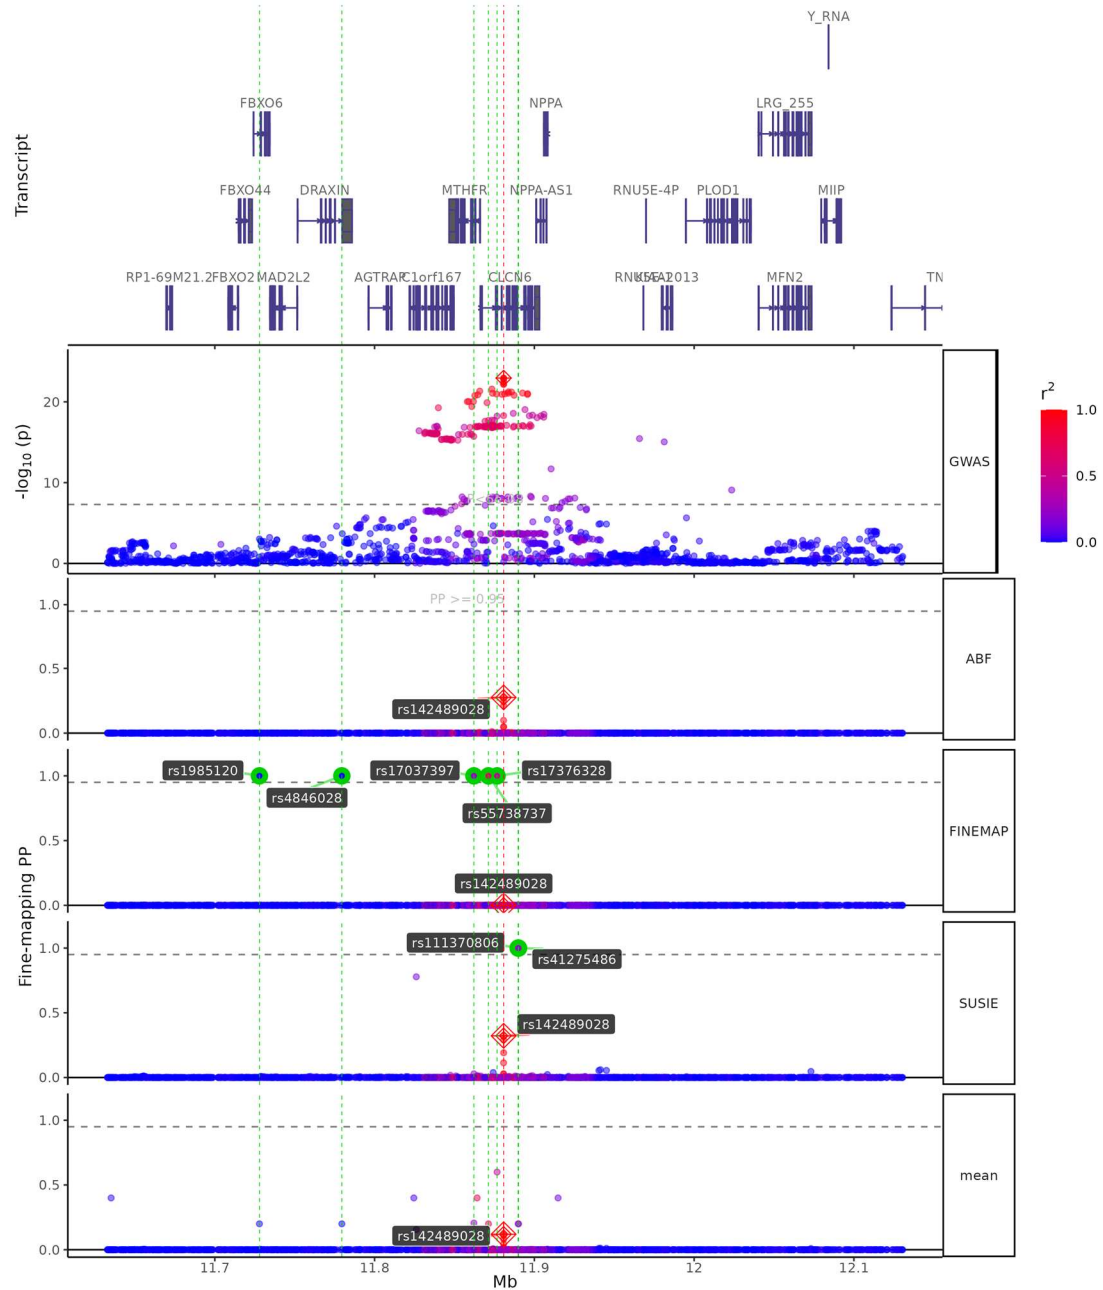 Y_RNA
FBXO6
NPPA
LRG_255
FBXO44
DRAXIN
MTHFR
NPPA-AS1
RNU5E-4P
PLOD1
MIIP
RP1-69M21.2
FBXO2
MAD2L2
AGTRAP
C1orf167
CLCN6
MFN2
TN
Transcript
-log10 (p)
20
10
0
GWAS
r2
1.0
0.5
0.0
PP >= 0.95
1.0
0.5
0.0
rs142489028
ABF
Fine-mapping PP
1.0
0.5
0.0
rs1985120
rs4846028
rs17037397
rs17376328
rs55738737
rs142489028
FINEMAP
1.0
0.5
0.0
rs111370806
rs41275486
rs142489028
SUSIE
1.0
0.5
0.0
rs142489028
mean
11.7
11.8
11.9
12
12.1
Mb